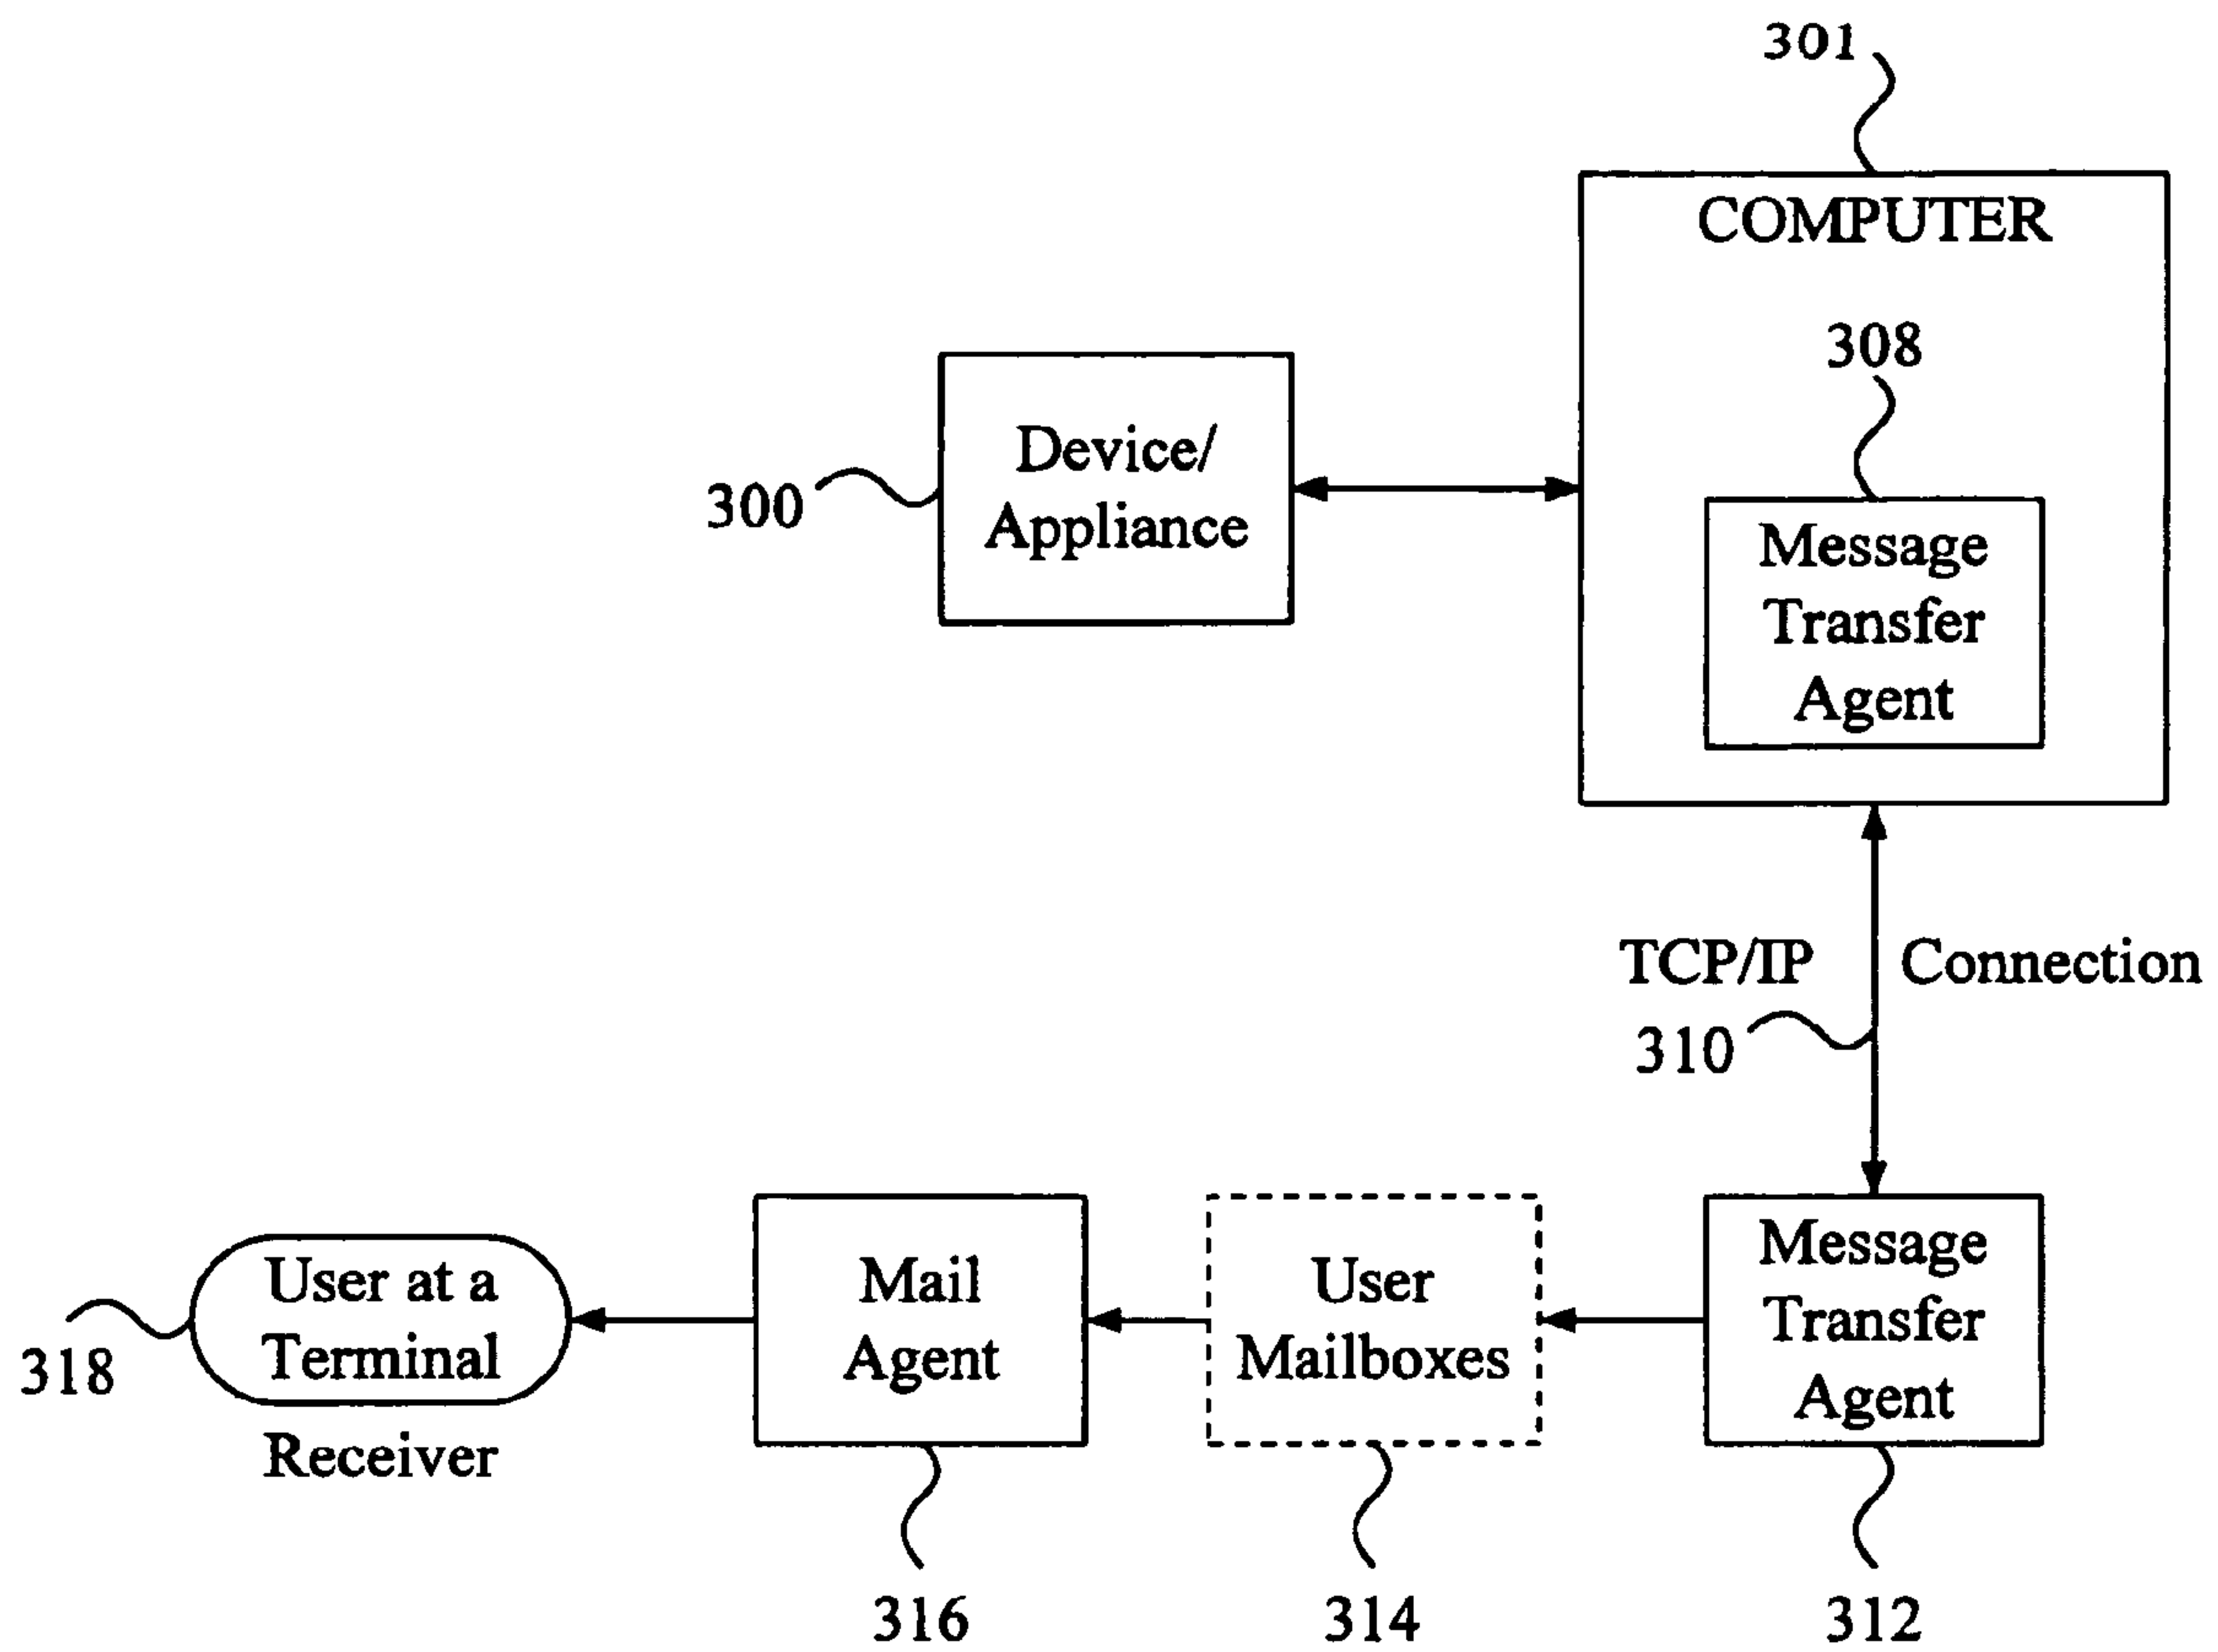 301
COMPUTER
308
Message
Transfer
Agent
Device/
Appliance
300
TCP/IP Connection
310
Message
Transfer
Agent
312
User
Mailboxes
314
Mail
Agent
316
User at a
Terminal
318
Receiver